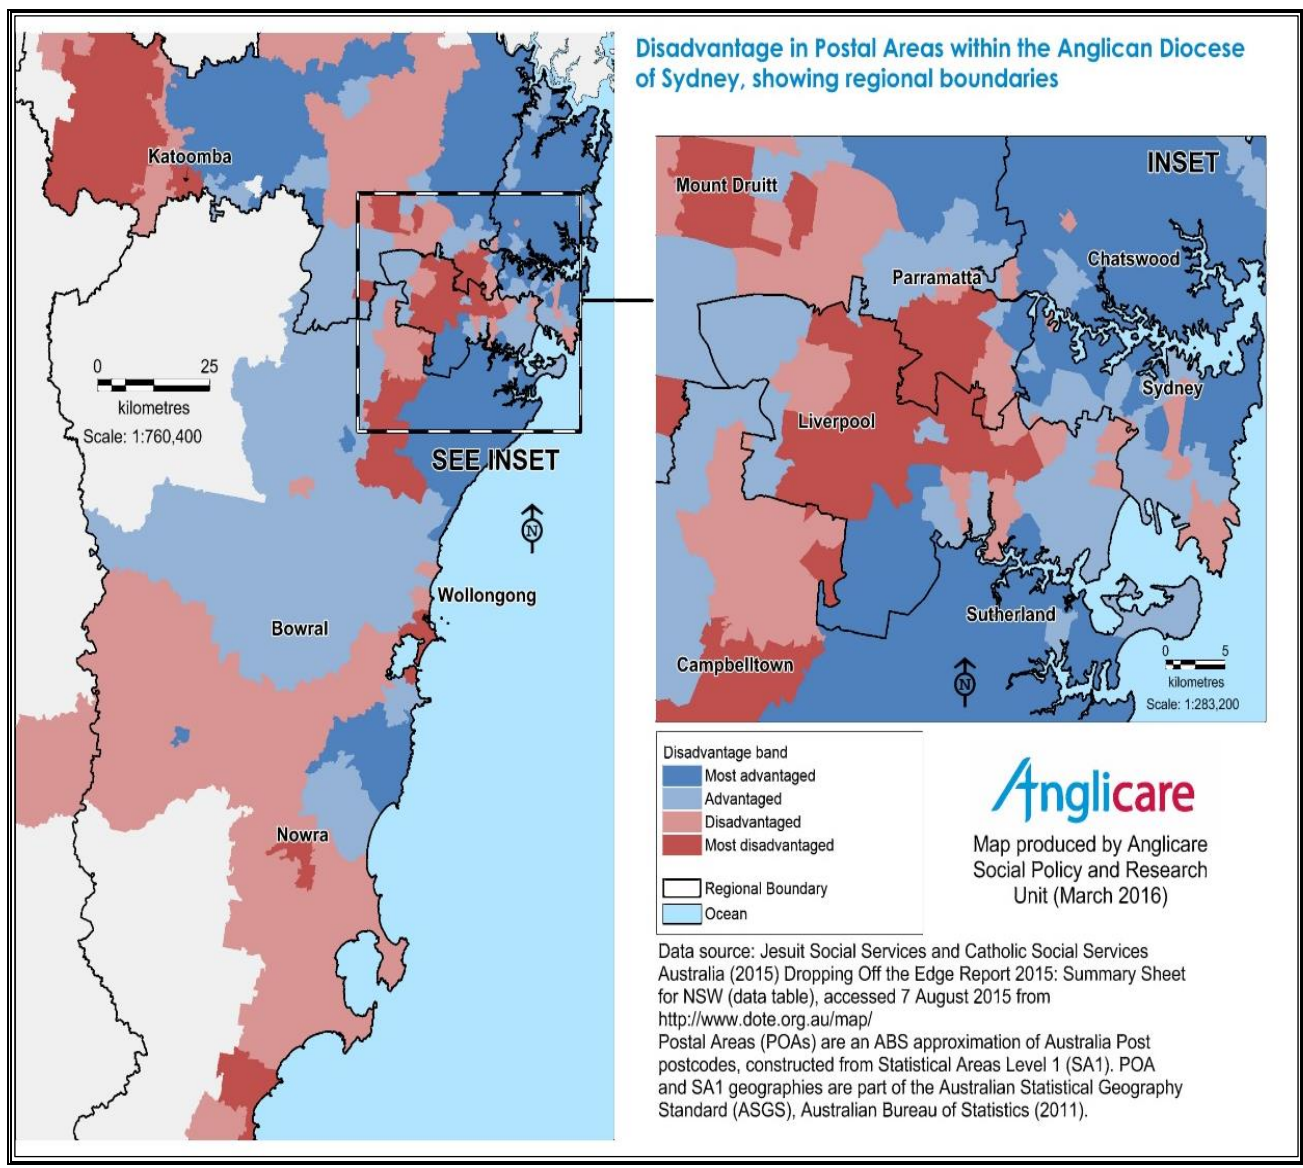 Disadvantage in Postal Areas within the Anglican Diocese
of Sydney, showing regional boundaries
Katoomba
0 25
kilometres
Scale: 1:760,400
SEE INSET
N
Wollongong
Bowral
Nowra
INSET
Mount Druitt
Chatswood
Parramatta
Sydney
Liverpool
Sutherland
Campbelltown
N
0 5
kilometres
Scale: 1:283,200
Disadvantage band
Most advantaged
Advantaged
Disadvantaged
Most disadvantaged
Regional Boundary
Ocean
Anglicare
Map produced by Anglicare
Social Policy and Research
Unit (March 2016)
Data source: Jesuit Social Services and Catholic Social Services
Australia (2015) Dropping Off the Edge Report 2015: Summary Sheet
for NSW (data table), accessed 7 August 2015 from
http://www.dote.org.au/map/
Postal Areas (POAs) are an ABS approximation of Australia Post
postcodes, constructed from Statistical Areas Level 1 (SA1). POA
and SA1 geographies are part of the Australian Statistical Geography
Standard (ASGS), Australian Bureau of Statistics (2011).